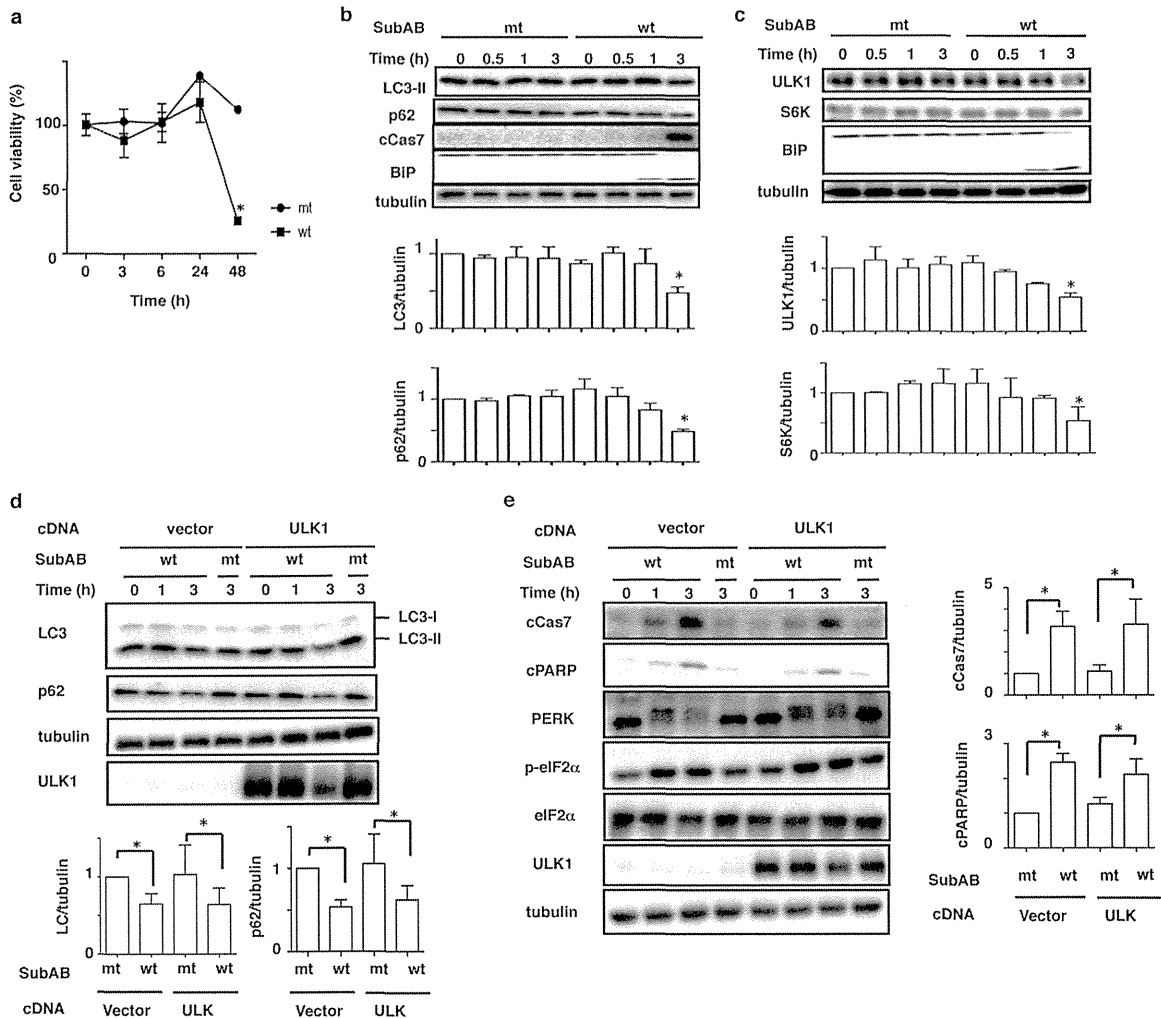 a
Cell viability (%)
100
50
0
0 3 6 24 48
Time (h)
mt
wt
*
b
SubAB mt wt
Time (h) 0 0.5 1 3 0 0.5 1 3
LC3-II
p62
cCas7
BiP
tubulin
LC3/tubulin
1
0
*
p62/tubulin
1
0
*
c
SubAB mt wt
Time (h) 0 0.5 1 3 0 0.5 1 3
ULK1
S6K
BiP
tubulin
ULK1/tubulin
1
0
*
S6K/tubulin
1
0
*
d
cDNA vector ULK1
SubAB wt mt wt mt
Time (h) 0 1 3 3 0 1 3 3
LC3
LC3-I
LC3-II
p62
tubulin
ULK1
LC/tubulin
1
0
* *
p62/tubulin
1
0
* *
SubAB mt wt mt wt mt wt mt wt
cDNA Vector ULK Vector ULK
e
cDNA vector ULK1
SubAB wt mt wt mt
Time (h) 0 1 3 3 0 1 3 3
cCas7
cPARP
PERK
p-eIF2α
eIF2α
ULK1
tubulin
cCas7/tubulin
5
0
* *
cPARP/tubulin
3
0
* *
SubAB mt wt mt wt
cDNA Vector ULK